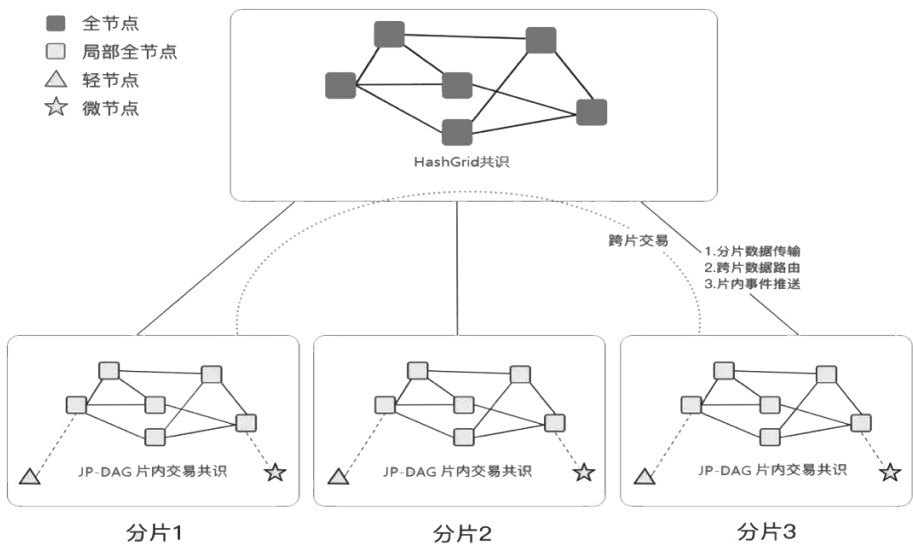 全节点
局部全节点
轻节点
微节点
HashGrid共识
跨片交易
1.分片数据传输
2.跨片数据路由
3.片内事件推送
JP-DAG 片内交易共识
JP-DAG 片内交易共识
JP-DAG 片内交易共识
分片1
分片2
分片3